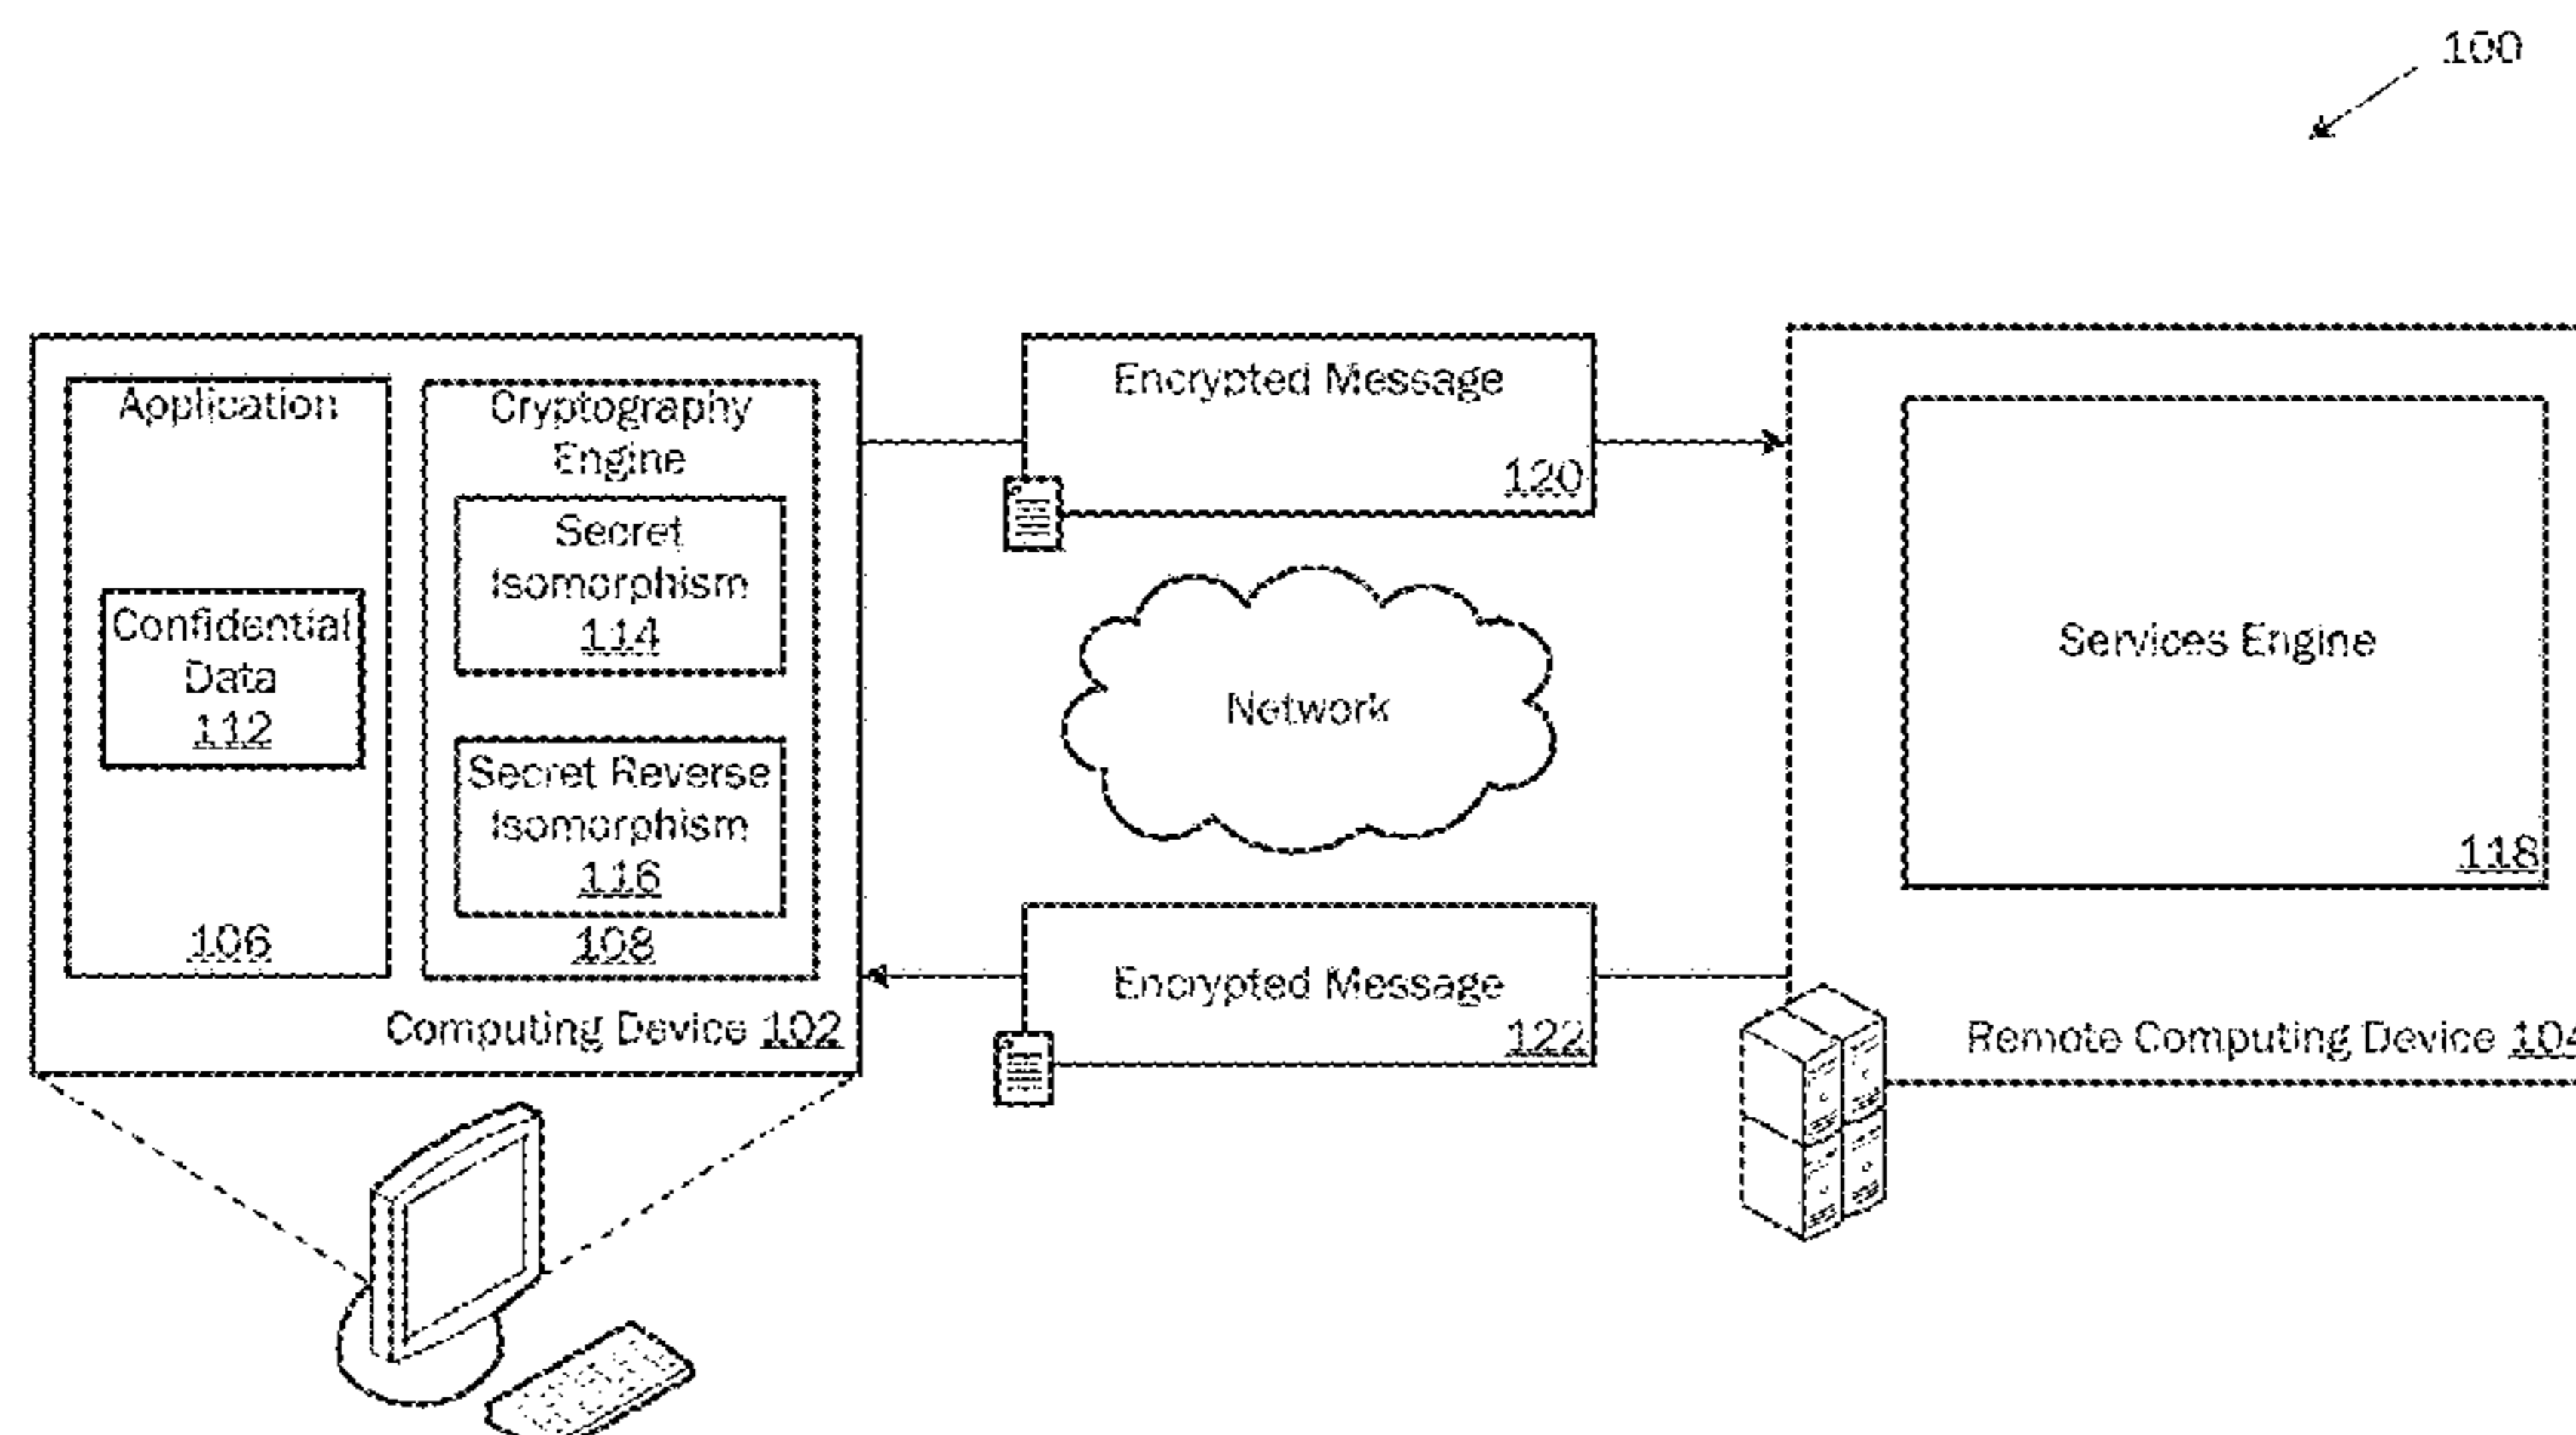 100
Application
Confidential
Data
112
106
Cryptography
Engine
Secret
Isomorphism
114
Secret Reverse
Isomorphism
116
108
Computing Device 102
Encrypted Message
120
Network
Encrypted Message
122
Services Engine
118
Remote Computing Device 104